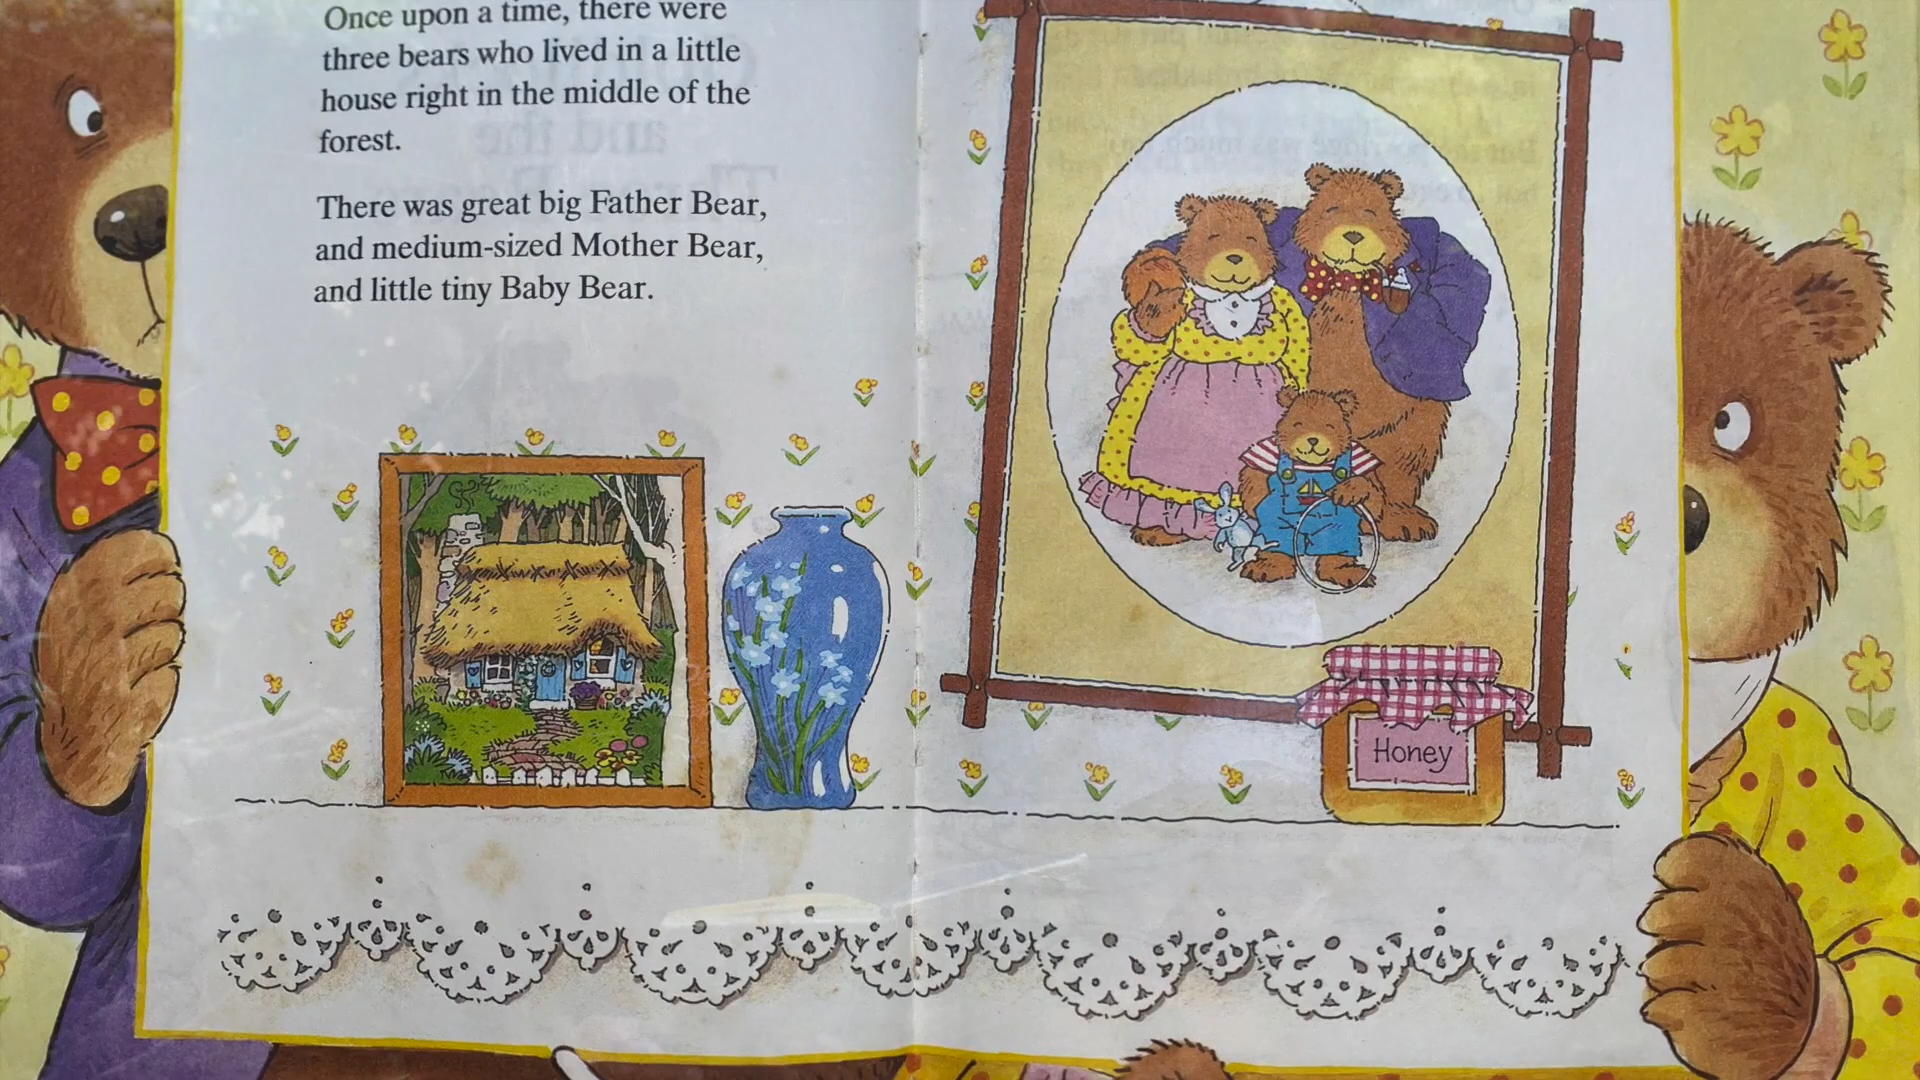 Once upon a time, there were
three bears who lived in a little
house right in the middle of the
forest.
There was great big Father Bear,
and medium-sized Mother Bear,
and little tiny Baby Bear.
Honey